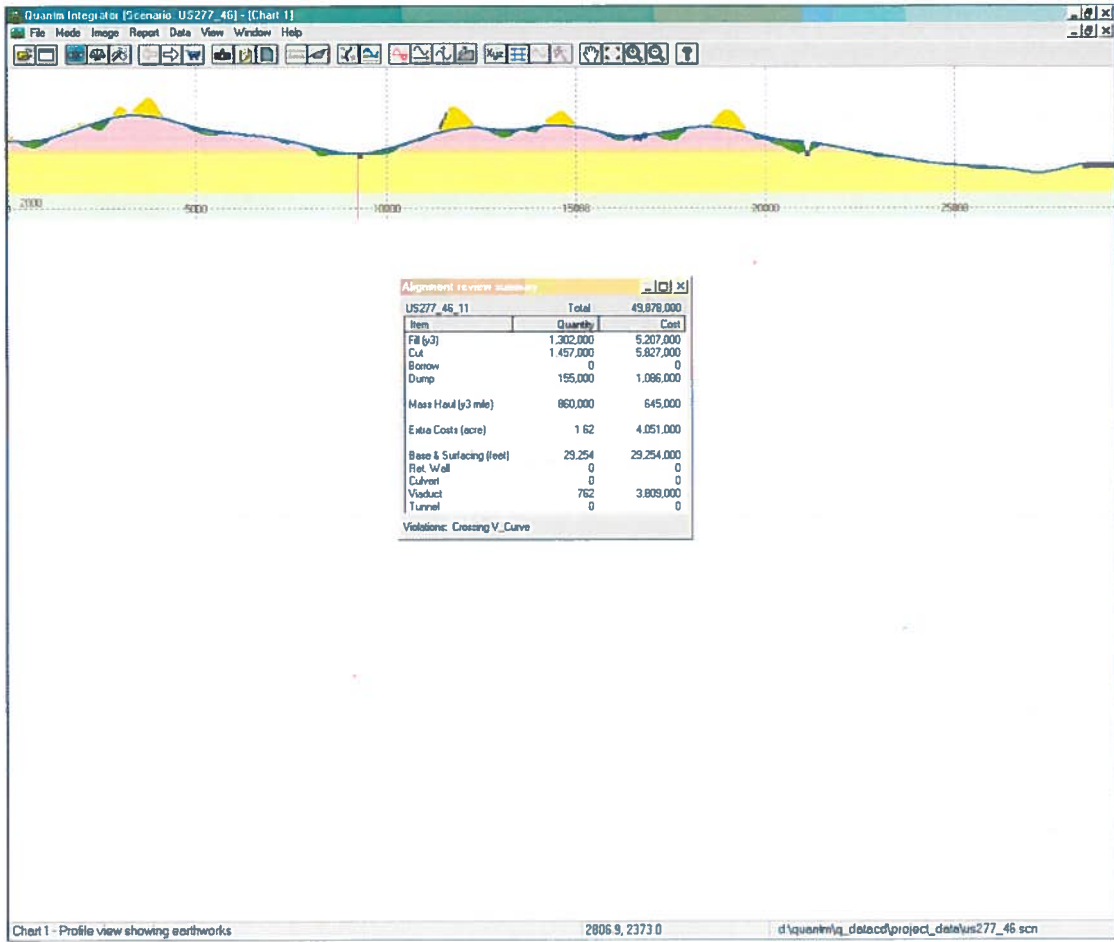 Quantm Integrator [Scenario: US277_46] - [Chart 1]
File Mode Image Report Data View Window Help
Xyz
2000 5000 10000 15000 20000 25000
Alignment review summary
US277_46_11 Total 49,878,000
Item Quantity Cost
Fill (y3) 1,302,000 5,207,000
Cut 1,457,000 5,827,000
Borrow 0 0
Dump 155,000 1,086,000
Mass Haul (y3 mile) 860,000 645,000
Extra Costs (acre) 1.62 4,051,000
Base & Surfacing (feet) 29,254 29,254,000
Ret. Wall 0 0
Culvert 0 0
Viaduct 762 3,809,000
Tunnel 0 0
Violations: Crossing V_Curve
Chart 1 - Profile view showing earthworks 2806.9, 2373.0 d:\quantm\q_datacd\project_data\us277_46.scn